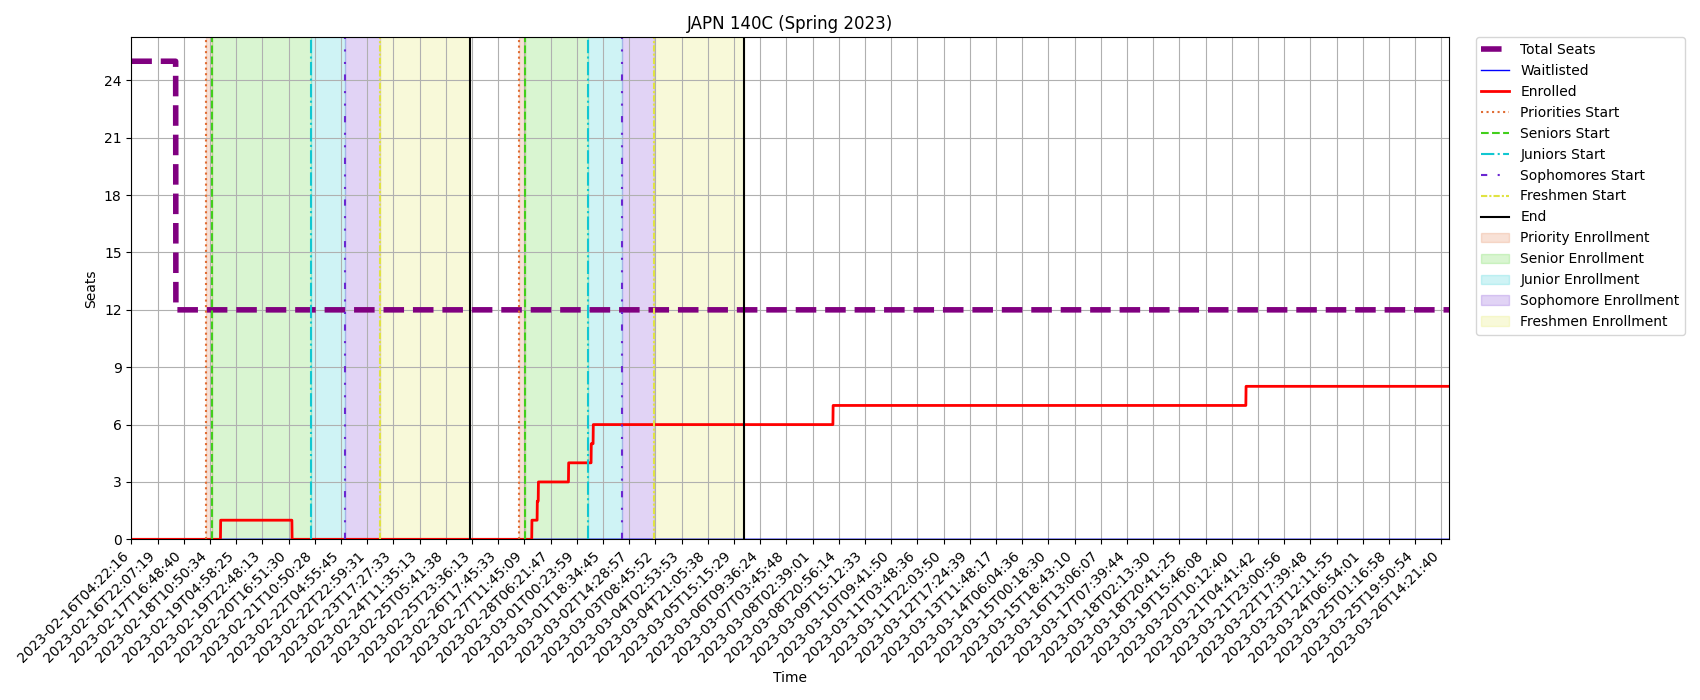 JAPN 140C (Spring 2023)
Seats
24
21
18
15
12
9
6
3
0
2023-02-16T04:22:16
2023-02-16T22:07:19
2023-02-17T16:48:40
2023-02-18T10:50:34
2023-02-19T04:58:25
2023-02-19T22:48:13
2023-02-20T16:51:30
2023-02-21T10:50:28
2023-02-22T04:55:45
2023-02-22T22:59:31
2023-02-23T17:27:33
2023-02-24T11:35:13
2023-02-25T05:41:38
2023-02-25T23:36:13
2023-02-26T17:45:33
2023-02-27T11:45:09
2023-02-28T06:21:47
2023-03-01T00:23:59
2023-03-01T18:34:45
2023-03-02T14:28:57
2023-03-03T08:45:52
2023-03-04T02:53:53
2023-03-04T21:05:38
2023-03-05T15:15:29
2023-03-06T09:36:24
2023-03-07T03:45:48
2023-03-08T02:39:01
2023-03-08T20:56:14
2023-03-09T15:12:33
2023-03-10T09:41:50
2023-03-11T03:48:36
2023-03-11T22:03:50
2023-03-12T17:24:39
2023-03-13T11:48:17
2023-03-14T06:04:36
2023-03-15T00:18:30
2023-03-15T18:43:10
2023-03-16T13:06:07
2023-03-17T07:39:44
2023-03-18T02:13:30
2023-03-18T20:41:25
2023-03-19T15:46:08
2023-03-20T10:12:40
2023-03-21T04:41:42
2023-03-21T23:00:56
2023-03-22T17:39:48
2023-03-23T12:11:55
2023-03-24T06:54:01
2023-03-25T01:16:58
2023-03-25T19:50:54
2023-03-26T14:21:40
Time
Total Seats
Waitlisted
Enrolled
Priorities Start
Seniors Start
Juniors Start
Sophomores Start
Freshmen Start
End
Priority Enrollment
Senior Enrollment
Junior Enrollment
Sophomore Enrollment
Freshmen Enrollment